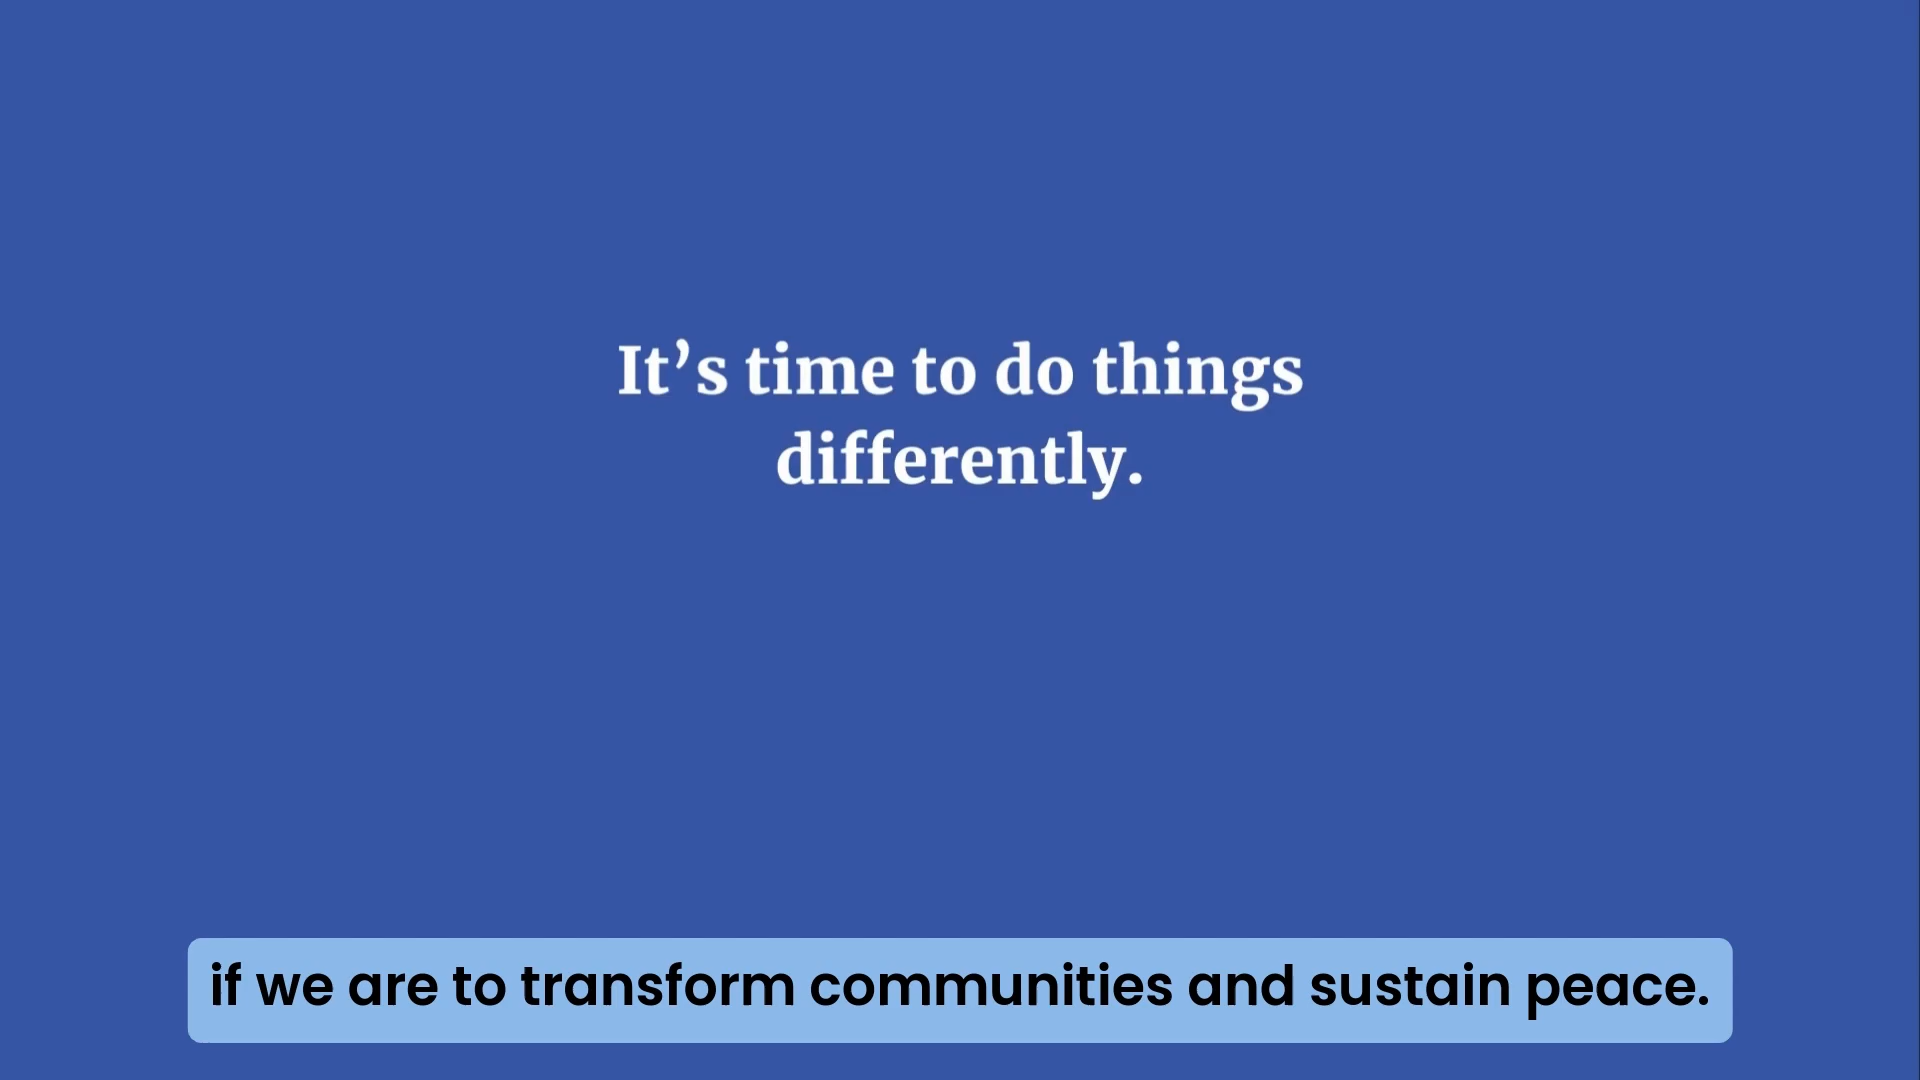 It’s time to do things
differently.
if we are to transform communities and sustain peace.